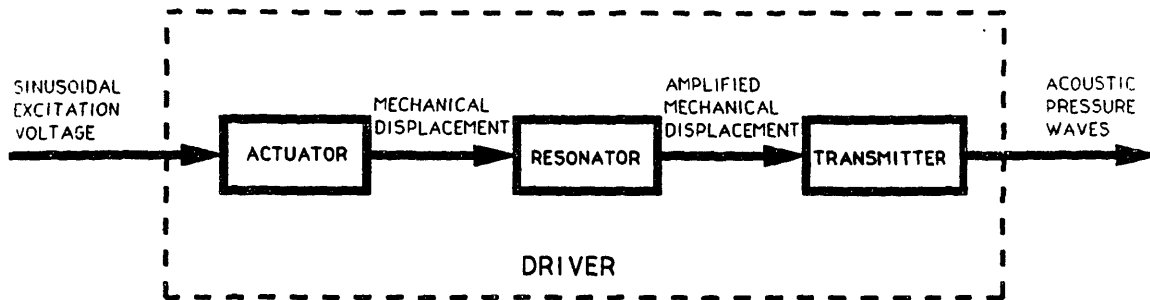 SINUSOIDAL
EXCITATION
VOLTAGE
ACTUATOR
MECHANICAL
DISPLACEMENT
RESONATOR
AMPLIFIED
MECHANICAL
DISPLACEMENT
TRANSMITTER
ACOUSTIC
PRESSURE
WAVES
DRIVER